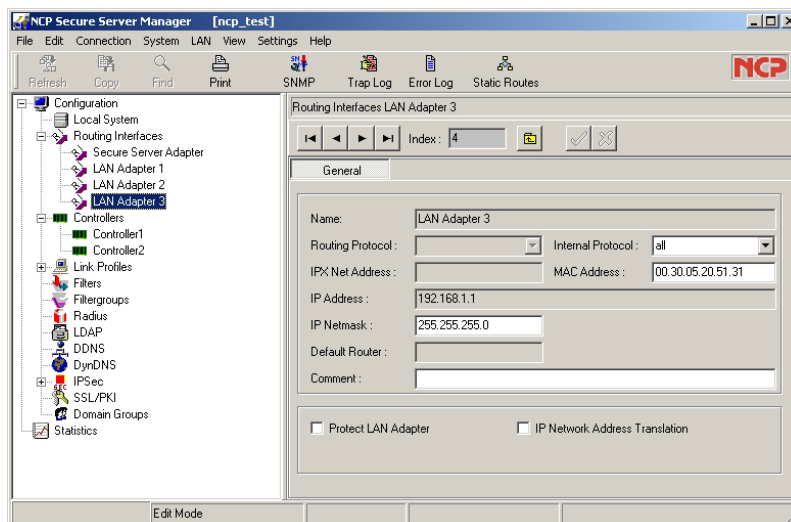 NCP Secure Server Manager [ncp_test]
File Edit Connection System LAN View Settings Help
Refresh Copy Find Print SNMP Trap Log Error Log Static Routes
NCP
Configuration
Local System
Routing Interfaces
Secure Server Adapter
LAN Adapter 1
LAN Adapter 2
LAN Adapter 3
Controllers
Controller1
Controller2
Link Profiles
Filters
Filtergroups
Radius
LDAP
DDNS
DynDNS
IPSec
SSL/PKI
Domain Groups
Statistics
Routing Interfaces LAN Adapter 3
Index : 4
General
Name: LAN Adapter 3
Routing Protocol : Internal Protocol : all
IPX Net Address : MAC Address : 00.30.05.20.51.31
IP Address : 192.168.1.1
IP Netmask : 255.255.255.0
Default Router :
Comment :
Protect LAN Adapter IP Network Address Translation
Edit Mode